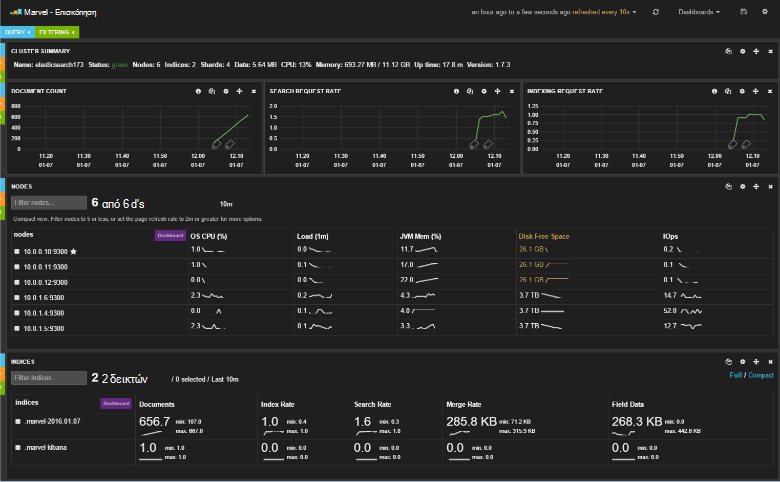 Marvel - Επισκόπηση
an hour ago to a few seconds ago refreshed every 10s
Dashboards
QUERY
FILTERING
CLUSTER SUMMARY
Name: elasticsearch173 Status: green Nodes: 6 Indices: 2 Shards: 4 Data: 5.64 MB CPU: 13% Memory: 693.27 MB / 11.12 GB Up time: 17.8 m Version: 1.7.3
DOCUMENT COUNT
800
600
400
200
0
11.20 11.30 11.40 11.50 12.00 12.10
01-07 01-07 01-07 01-07 01-07 01-07
SEARCH REQUEST RATE
2.0
1.5
1.0
0.5
0.0
11.20 11.30 11.40 11.50 12.00 12.10
01-07 01-07 01-07 01-07 01-07 01-07
INDEXING REQUEST RATE
1.25
1.00
0.75
0.50
0.25
0.00
11.20 11.30 11.40 11.50 12.00 12.10
01-07 01-07 01-07 01-07 01-07 01-07
NODES
Filter nodes... 6 από 6 d's 10m
Compact view. Filter nodes to 5 or less, or set the page refresh rate to 2m or greater for more options.
nodes Dashboard OS CPU (%) Load (1m) JVM Mem (%) Disk Free Space IOps
10.0.0.10:9300 1.0 0.0 11.7 26.1 GB 0.2
10.0.0.11:9300 1.0 0.1 17.0 26.1 GB 0.1
10.0.0.12:9300 0.0 0.0 22.0 26.1 GB 0.1
10.0.1.6:9300 2.3 0.2 4.3 3.7 TB 14.7
10.0.1.4:9300 0.0 0.1 4.0 3.7 TB 52.0
10.0.1.5:9300 2.3 0.1 3.3 3.7 TB 12.7
INDICES
Filter indices... 2 2 δεικτών / 0 selected / Last 10m
Full / Compact
indices Dashboard Documents Index Rate Search Rate Merge Rate Field Data
.marvel-2016.01.07 656.7 min: 107.0 max: 667.0 1.0 min: 0.4 max: 1.0 1.6 min: 0.3 max: 1.8 285.8 KB min: 71.2 KB max: 315.9 KB 268.3 KB min: 0.0 max: 442.6 KB
.marvel-kibana 1.0 min: 1.0 max: 1.0 0.0 min: 0.0 max: 0.0 0.0 min: 0.0 max: 0.0 0.0 min: 0.0 max: 0.0 0.0 min: 0.0 max: 0.0